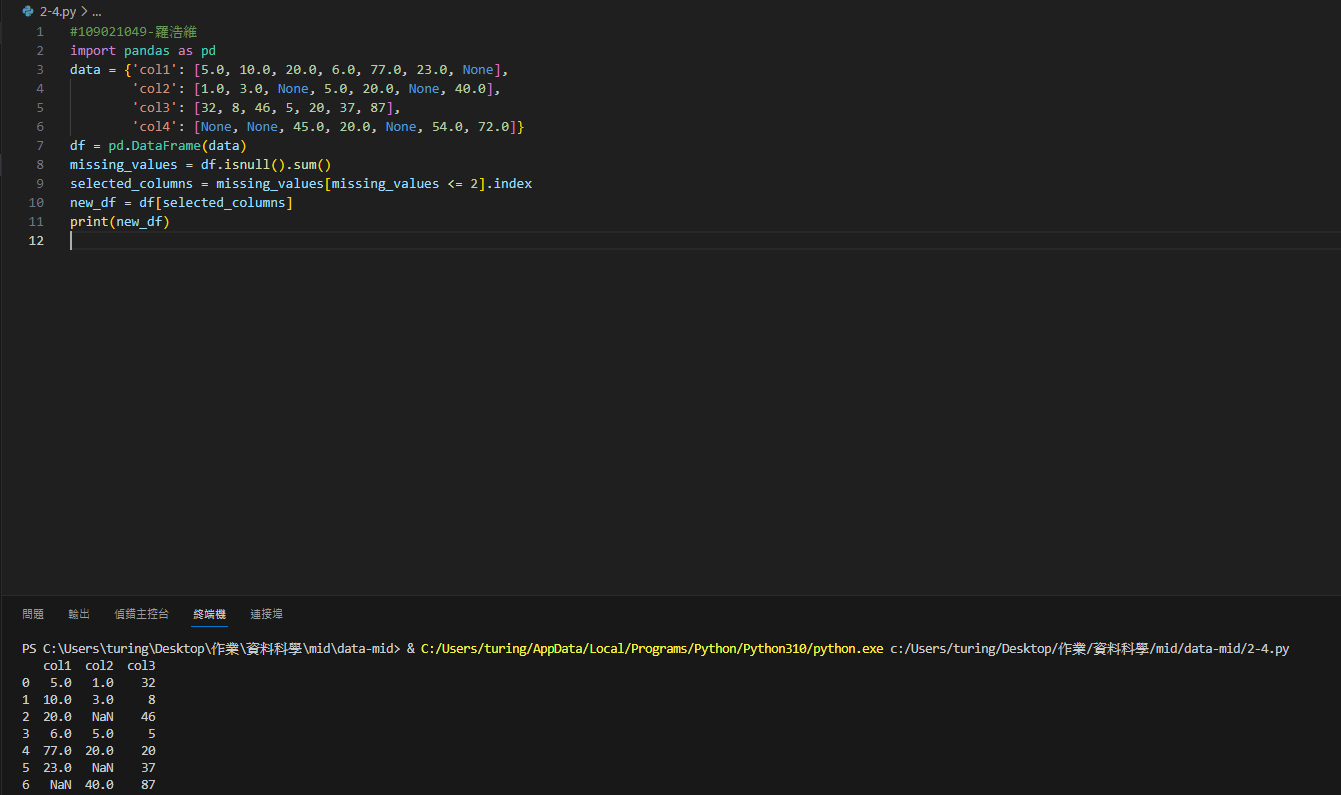 2-4.py > ...
1 #109021049-羅浩維
2 import pandas as pd
3 data = {'col1': [5.0, 10.0, 20.0, 6.0, 77.0, 23.0, None],
4 'col2': [1.0, 3.0, None, 5.0, 20.0, None, 40.0],
5 'col3': [32, 8, 46, 5, 20, 37, 87],
6 'col4': [None, None, 45.0, 20.0, None, 54.0, 72.0]}
7 df = pd.DataFrame(data)
8 missing_values = df.isnull().sum()
9 selected_columns = missing_values[missing_values <= 2].index
10 new_df = df[selected_columns]
11 print(new_df)
12
問題 輸出 偵錯主控台 終端機 連接埠
PS C:\Users\turing\Desktop\作業\資料科學\mid\data-mid> & C:/Users/turing/AppData/Local/Programs/Python/Python310/python.exe c:/Users/turing/Desktop/作業/資料科學/mid/data-mid/2-4.py
col1 col2 col3
0 5.0 1.0 32
1 10.0 3.0 8
2 20.0 NaN 46
3 6.0 5.0 5
4 77.0 20.0 20
5 23.0 NaN 37
6 NaN 40.0 87